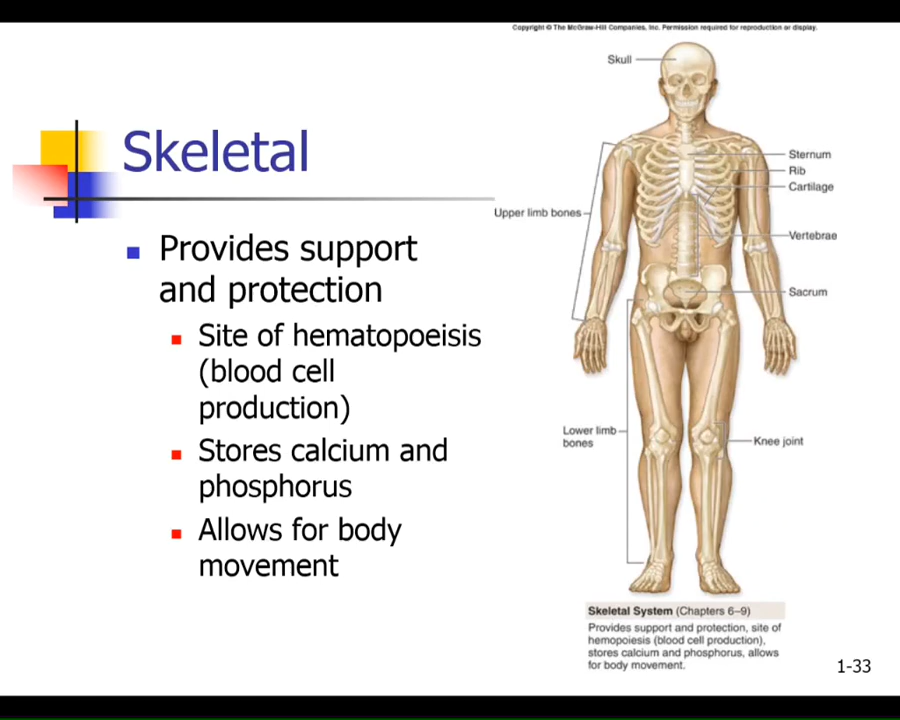 Copyright © The McGraw-Hill Companies, Inc. Permission required for reproduction or display.
Skull
Skeletal
Sternum
Rib
Cartilage
Upper limb bones
Vertebrae
Provides support
and protection
Sacrum
Site of hematopoeisis
(blood cell
production)
Lower limb
bones
Knee joint
Stores calcium and
phosphorus
Allows for body
movement
Skeletal System (Chapters 6–9)
Provides support and protection, site of
hemopoiesis (blood cell production),
stores calcium and phosphorus, allows
for body movement.
1-33